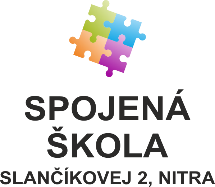 SPOJENÁ
ŠKOLA
SLANČÍKOVEJ 2, NITRA